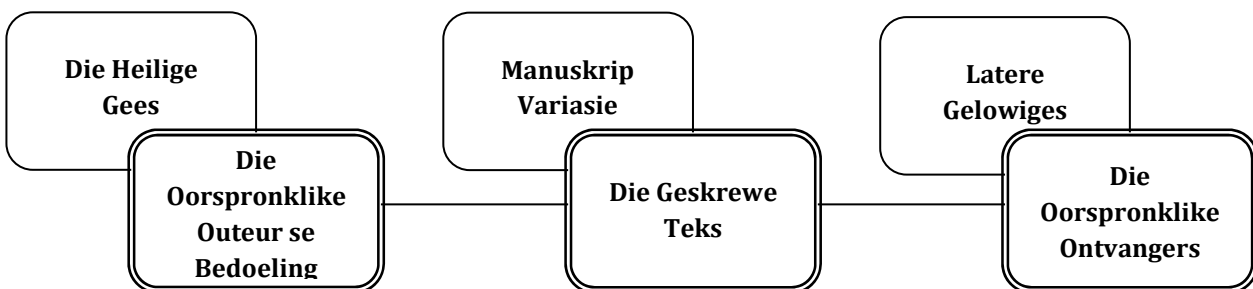 Die Heilige
Gees
Die
Oorspronklike
Outeur se
Bedoeling
Manuskrip
Variasie
Die Geskrewe
Teks
Latere
Gelowiges
Die
Oorspronklike
Ontvangers